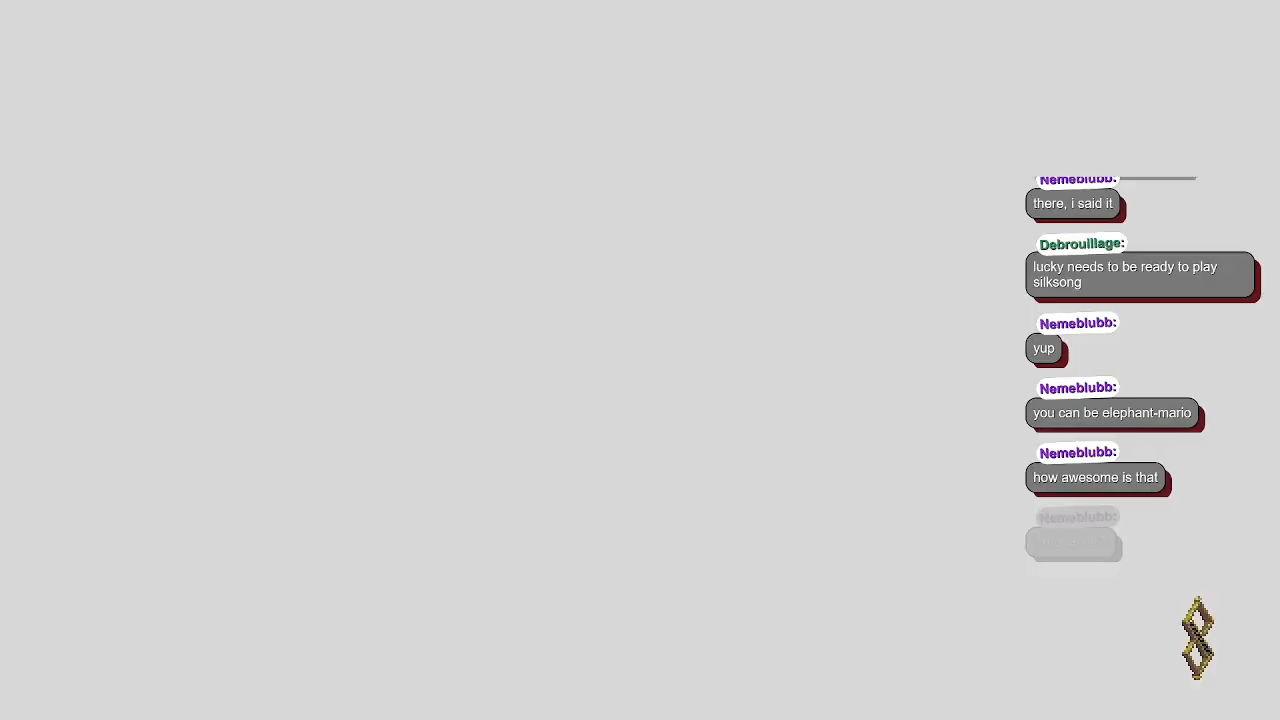 Nemeblubb:
there, i said it
Debrouillage:
lucky needs to be ready to play
silksong
Nemeblubb:
yup
Nemeblubb:
you can be elephant-mario
Nemeblubb:
how awesome is that
Nemeblubb: